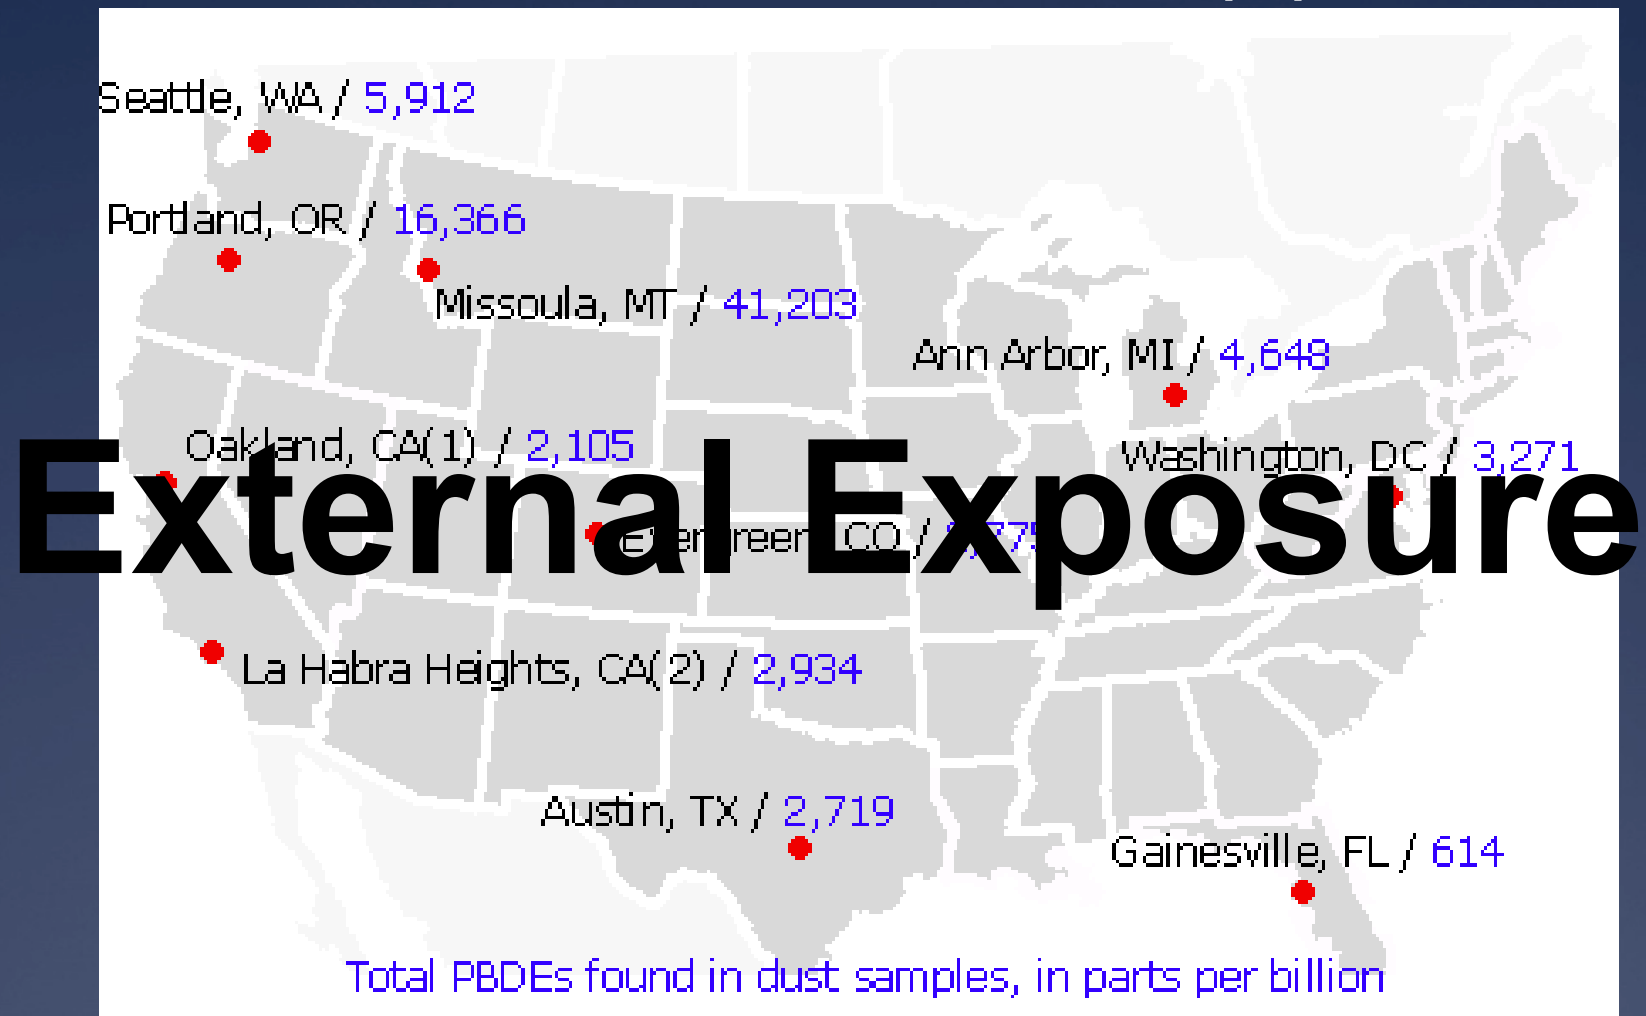 Seattle, WA / 5,912
Portland, OR / 16,366
Missoula, MT / 41,203
Ann Arbor, MI / 4,648
Oakland, CA(1) / 2,105
Washington, DC / 3,271
External Exposure
Evergreen, CO /
La Habra Heights, CA(2) / 2,934
Austin, TX / 2,719
Gainesville, FL / 614
Total PBDEs found in dust samples, in parts per billion